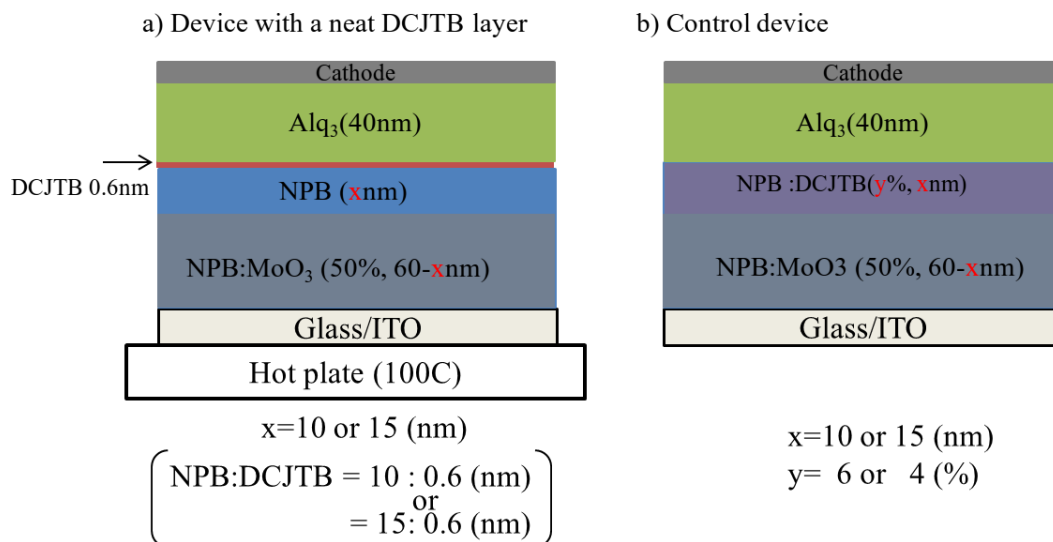 a) Device with a neat DCJTB layer
Cathode
Alq₃(40nm)
DCJTB 0.6nm
NPB (xnm)
NPB:MoO₃ (50%, 60-xnm)
Glass/ITO
Hot plate (100C)
x=10 or 15 (nm)
NPB:DCJTB = 10 : 0.6 (nm)
or
= 15: 0.6 (nm)
b) Control device
Cathode
Alq₃(40nm)
NPB :DCJTB(y%, xnm)
NPB:MoO3 (50%, 60-xnm)
Glass/ITO
x=10 or 15 (nm)
y= 6 or 4 (%)